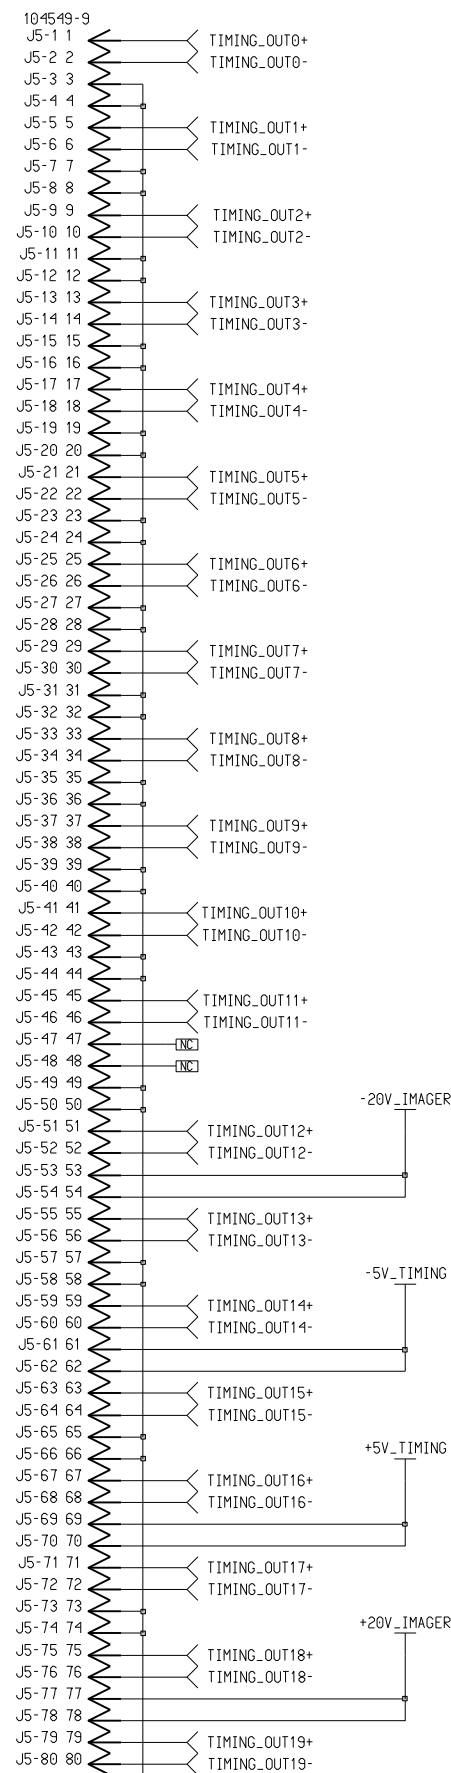 104549-9
J5-1 1 TIMING_OUT0+
J5-2 2 TIMING_OUT0-
J5-3 3
J5-4 4
J5-5 5 TIMING_OUT1+
J5-6 6 TIMING_OUT1-
J5-7 7
J5-8 8
J5-9 9 TIMING_OUT2+
J5-10 10 TIMING_OUT2-
J5-11 11
J5-12 12
J5-13 13 TIMING_OUT3+
J5-14 14 TIMING_OUT3-
J5-15 15
J5-16 16
J5-17 17 TIMING_OUT4+
J5-18 18 TIMING_OUT4-
J5-19 19
J5-20 20
J5-21 21 TIMING_OUT5+
J5-22 22 TIMING_OUT5-
J5-23 23
J5-24 24
J5-25 25 TIMING_OUT6+
J5-26 26 TIMING_OUT6-
J5-27 27
J5-28 28
J5-29 29 TIMING_OUT7+
J5-30 30 TIMING_OUT7-
J5-31 31
J5-32 32
J5-33 33 TIMING_OUT8+
J5-34 34 TIMING_OUT8-
J5-35 35
J5-36 36
J5-37 37 TIMING_OUT9+
J5-38 38 TIMING_OUT9-
J5-39 39
J5-40 40
J5-41 41 TIMING_OUT10+
J5-42 42 TIMING_OUT10-
J5-43 43
J5-44 44
J5-45 45 TIMING_OUT11+
J5-46 46 TIMING_OUT11-
J5-47 47 NC
J5-48 48 NC
J5-49 49
J5-50 50
-20V_IMAGER
J5-51 51 TIMING_OUT12+
J5-52 52 TIMING_OUT12-
J5-53 53
J5-54 54
J5-55 55 TIMING_OUT13+
J5-56 56 TIMING_OUT13-
J5-57 57
J5-58 58
-5V_TIMING
J5-59 59 TIMING_OUT14+
J5-60 60 TIMING_OUT14-
J5-61 61
J5-62 62
J5-63 63 TIMING_OUT15+
J5-64 64 TIMING_OUT15-
J5-65 65
J5-66 66
+5V_TIMING
J5-67 67 TIMING_OUT16+
J5-68 68 TIMING_OUT16-
J5-69 69
J5-70 70
J5-71 71 TIMING_OUT17+
J5-72 72 TIMING_OUT17-
J5-73 73
J5-74 74
+20V_IMAGER
J5-75 75 TIMING_OUT18+
J5-76 76 TIMING_OUT18-
J5-77 77
J5-78 78
J5-79 79 TIMING_OUT19+
J5-80 80 TIMING_OUT19-